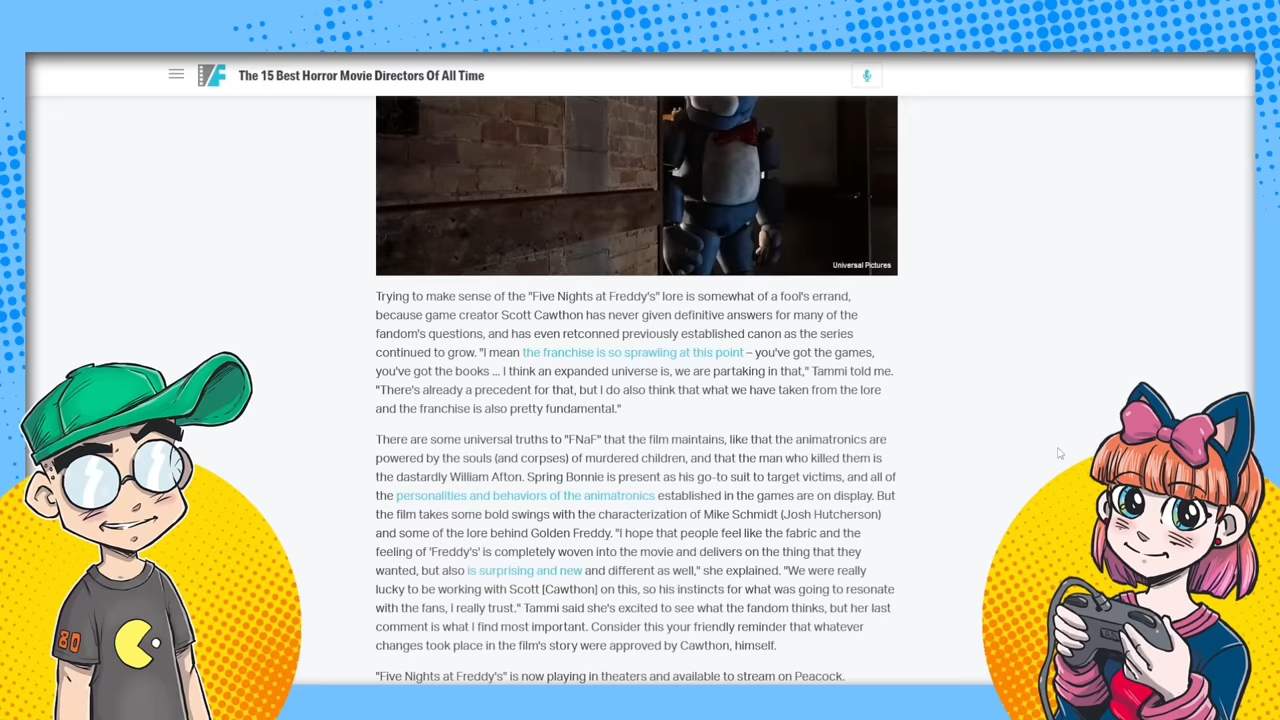 The 15 Best Horror Movie Directors Of All Time
Universal Pictures
Trying to make sense of the "Five Nights at Freddy's" lore is somewhat of a fool's errand,
because game creator Scott Cawthon has never given definitive answers for many of the
fandom's questions, and has even retconned previously established canon as the series
continued to grow. "I mean the franchise is so sprawling at this point – you've got the games,
you've got the books ... I think an expanded universe is, we are partaking in that," Tammi told me.
"There's already a precedent for that, but I do also think that what we have taken from the lore
and the franchise is also pretty fundamental."
There are some universal truths to "FNaF" that the film maintains, like that the animatronics are
powered by the souls (and corpses) of murdered children, and that the man who killed them is
the dastardly William Afton. Spring Bonnie is present as his go-to suit to target victims, and all of
the personalities and behaviors of the animatronics established in the games are on display. But
the film takes some bold swings with the characterization of Mike Schmidt (Josh Hutcherson)
and some of the lore behind Golden Freddy. "I hope that people feel like the fabric and the
feeling of 'Freddy's' is completely woven into the movie and delivers on the thing that they
wanted, but also is surprising and new and different as well," she explained. "We were really
lucky to be working with Scott [Cawthon] on this, so his instincts for what was going to resonate
with the fans, I really trust." Tammi said she's excited to see what the fandom thinks, but her last
comment is what I find most important. Consider this your friendly reminder that whatever
changes took place in the film's story were approved by Cawthon, himself.
"Five Nights at Freddy's" is now playing in theaters and available to stream on Peacock.
80